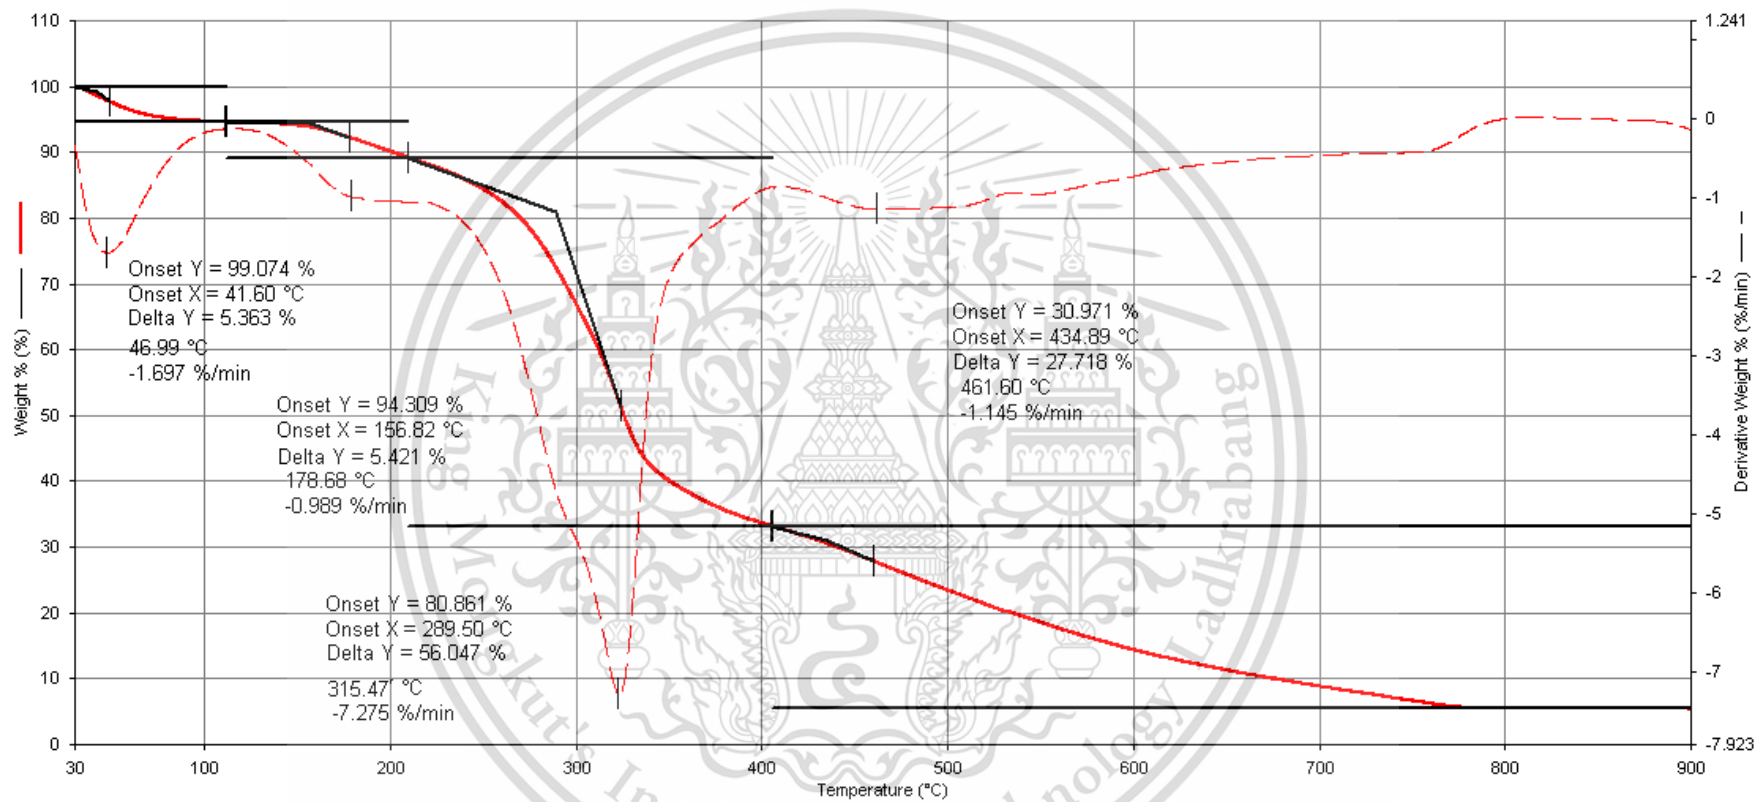 110
100
90
80
70
60
50
40
30
20
10
0
Weight % (%)
1.241
0
-1
-2
-3
-4
-5
-6
-7
-7.923
Derivative Weight % (%/min)
Onset Y = 99.074 %
Onset X = 41.60 °C
Delta Y = 5.363 %
46.99 °C
-1.697 %/min
Onset Y = 94.309 %
Onset X = 156.82 °C
Delta Y = 5.421 %
178.68 °C
-0.989 %/min
Onset Y = 80.861 %
Onset X = 289.50 °C
Delta Y = 56.047 %
315.47 °C
-7.275 %/min
Onset Y = 30.971 %
Onset X = 434.89 °C
Delta Y = 27.718 %
461.60 °C
-1.145 %/min
30
100
200
300
400
500
600
700
800
900
Temperature (°C)
King Mongkut's In
nology Ladkrabang